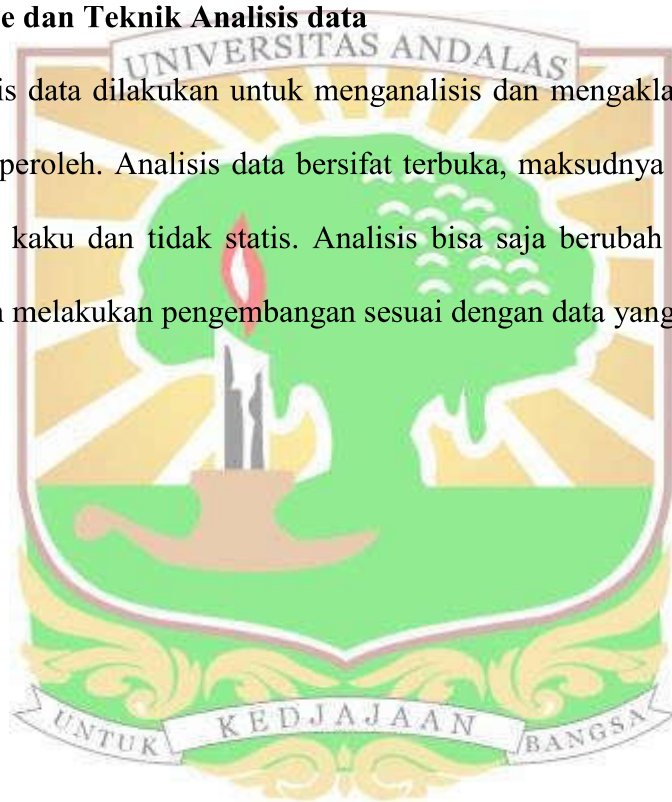 e dan Teknik Analisis data
UNIVERSITAS ANDALAS
is data dilakukan untuk menganalisis dan mengakla
peroleh. Analisis data bersifat terbuka, maksudnya
kaku dan tidak statis. Analisis bisa saja berubah
n melakukan pengembangan sesuai dengan data yang
UNTUK KEDJAJAAN BANGSA